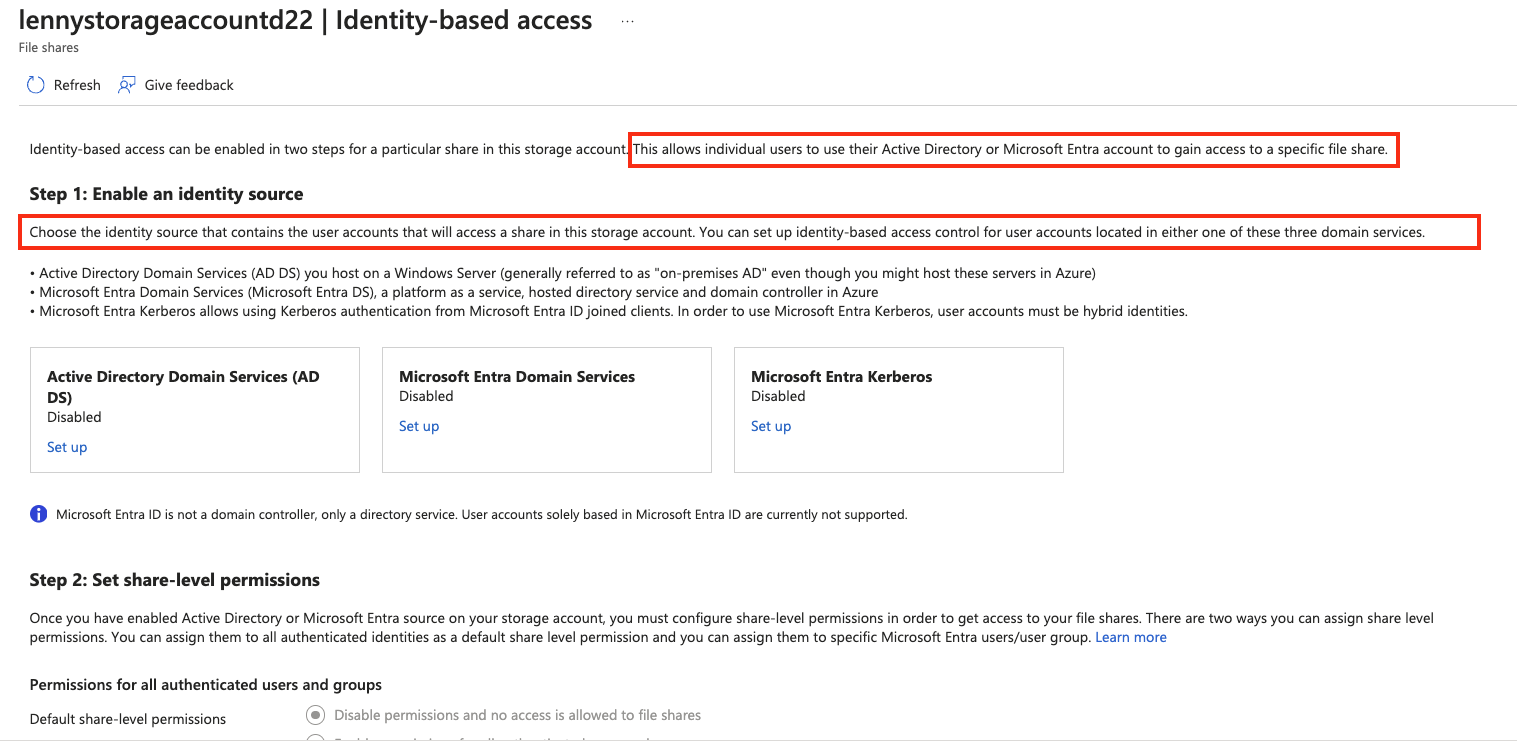 lennystorageaccountd22 | Identity-based access ...
File shares
Refresh Give feedback
Identity-based access can be enabled in two steps for a particular share in this storage account. This allows individual users to use their Active Directory or Microsoft Entra account to gain access to a specific file share.
Step 1: Enable an identity source
Choose the identity source that contains the user accounts that will access a share in this storage account. You can set up identity-based access control for user accounts located in either one of these three domain services.
• Active Directory Domain Services (AD DS) you host on a Windows Server (generally referred to as "on-premises AD" even though you might host these servers in Azure)
• Microsoft Entra Domain Services (Microsoft Entra DS), a platform as a service, hosted directory service and domain controller in Azure
• Microsoft Entra Kerberos allows using Kerberos authentication from Microsoft Entra ID joined clients. In order to use Microsoft Entra Kerberos, user accounts must be hybrid identities.
Active Directory Domain Services (AD
DS)
Disabled
Set up
Microsoft Entra Domain Services
Disabled
Set up
Microsoft Entra Kerberos
Disabled
Set up
Microsoft Entra ID is not a domain controller, only a directory service. User accounts solely based in Microsoft Entra ID are currently not supported.
Step 2: Set share-level permissions
Once you have enabled Active Directory or Microsoft Entra source on your storage account, you must configure share-level permissions in order to get access to your file shares. There are two ways you can assign share level
permissions. You can assign them to all authenticated identities as a default share level permission and you can assign them to specific Microsoft Entra users/user group. Learn more
Permissions for all authenticated users and groups
Default share-level permissions
Disable permissions and no access is allowed to file shares